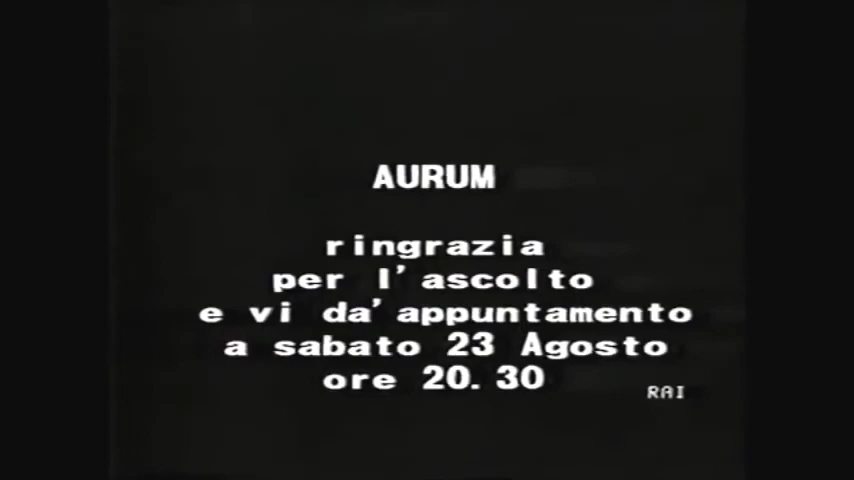 AURUM
ringrazia
per l'ascolto
e vi da' appuntamento
a sabato 23 Agosto
ore 20.30
RAI